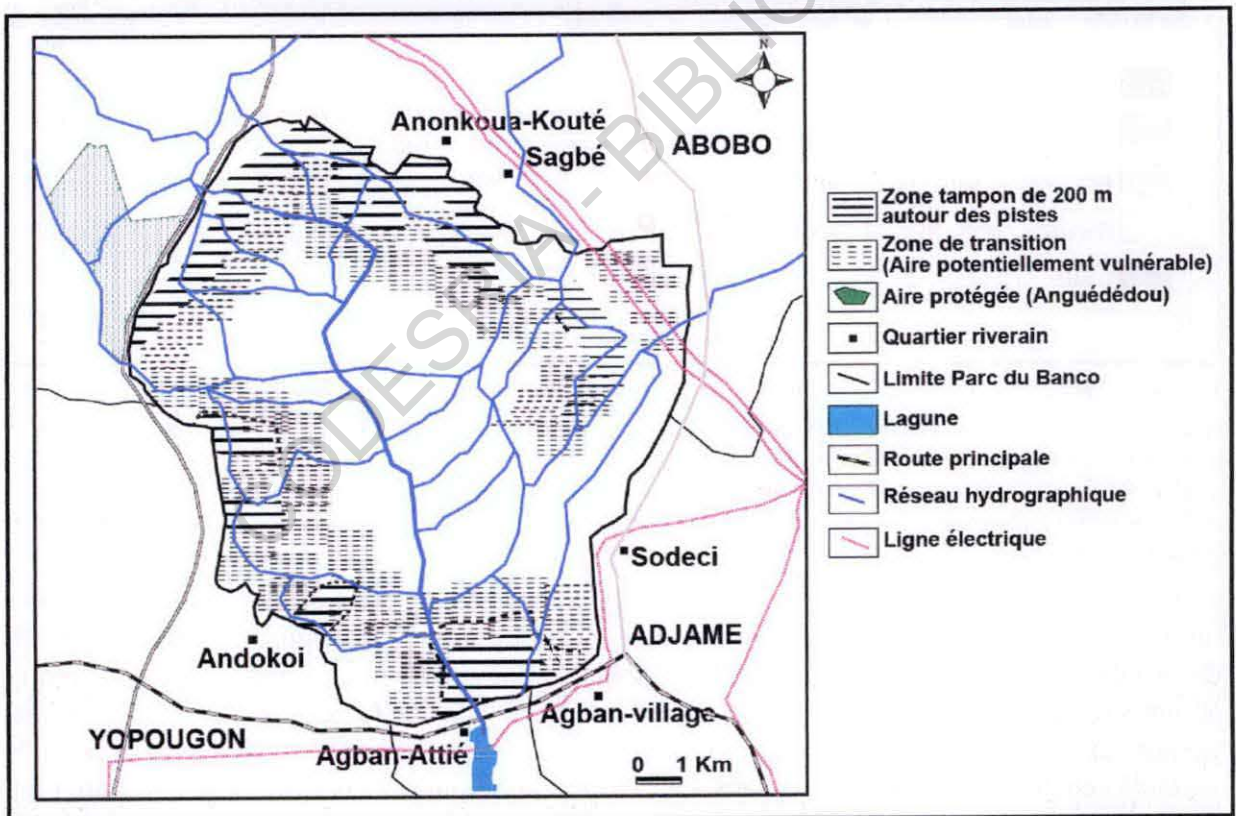 N
Anonkoua-Kouté
Sagbé
ABOBO
Sodeci
ADJAME
Andokoi
Agban-village
YOPOUGON
Agban-Attié
0 1 Km
Zone tampon de 200 m
autour des pistes
Zone de transition
(Aire potentiellement vulnérable)
Aire protégée (Anguédédou)
Quartier riverain
Limite Parc du Banco
Lagune
Route principale
Réseau hydrographique
Ligne électrique
CODESRIA - BIBLIO